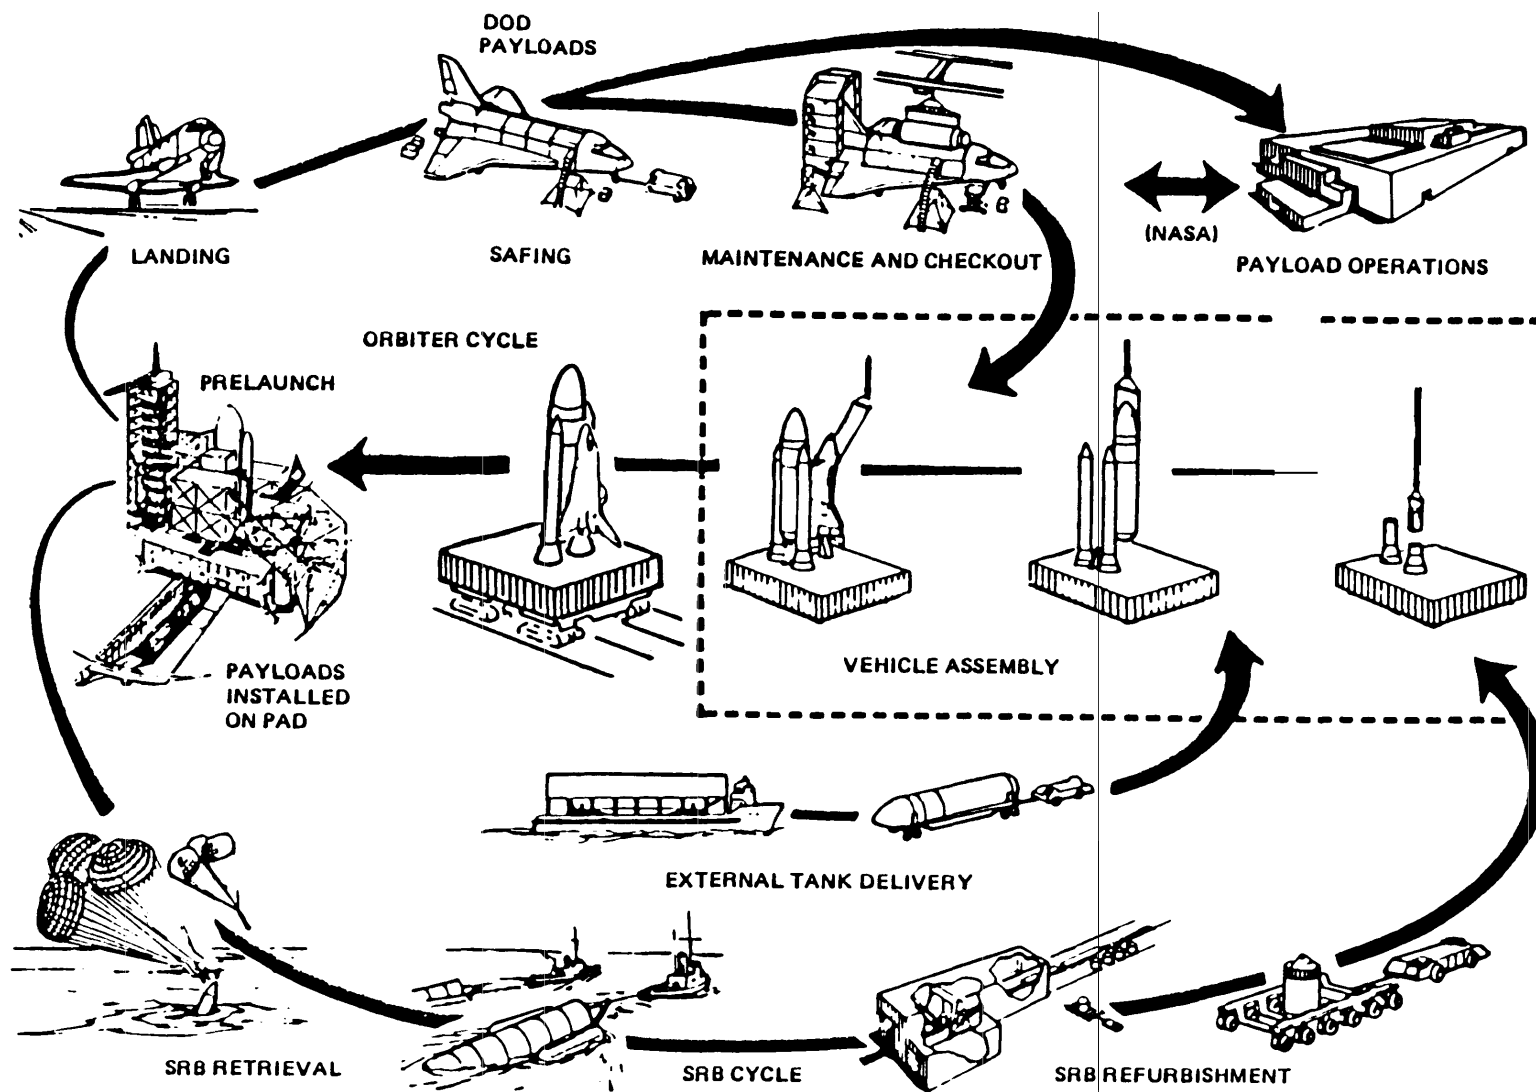 DOD
PAYLOADS
LANDING
SAFING
MAINTENANCE AND CHECKOUT
(NASA)
PAYLOAD OPERATIONS
ORBITER CYCLE
PRELAUNCH
PAYLOADS
INSTALLED
ON PAD
VEHICLE ASSEMBLY
EXTERNAL TANK DELIVERY
SRB RETRIEVAL
SRB CYCLE
SRB REFURBISHMENT